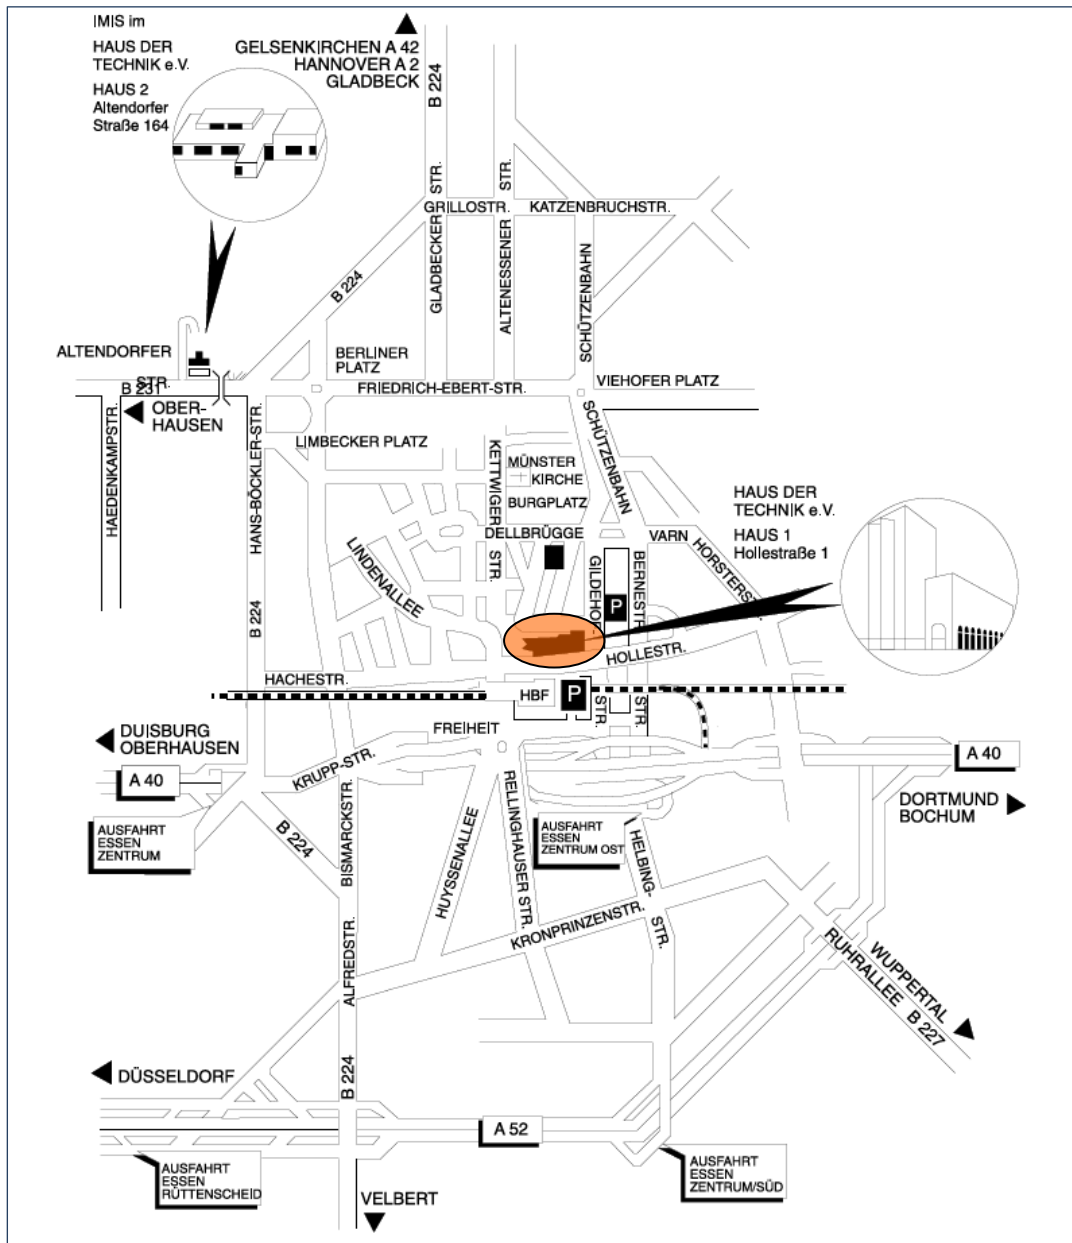 IMIS im
HAUS DER
TECHNIK e.V.
HAUS 2
Altendorfer
Straße 164
GELSENKIRCHEN A 42
HANNOVER A 2
GLADBECK
B 224
GLADBECKER STR.
ALTENESSENER STR.
GRILLOSTR.
KATZENBRUCHSTR.
SCHÜTZENBAHN
B 224
ALTENDORFER
STR.
B 231
OBER-
HAUSEN
BERLINER
PLATZ
FRIEDRICH-EBERT-STR.
VIEHOFER PLATZ
HAEDENKAMPSTR.
HANS-BÖCKLER-STR.
B 224
LIMBECKER PLATZ
KETTWIGER STR.
MÜNSTER
KIRCHE
BURGPLATZ
SCHÜTZENBAHN
DELLBRÜGGE
VARN
HORSTERSTR.
LINDENALLEE
GILDEHOF
STR.
BERNESTR.
STR.
P
HAUS DER
TECHNIK e.V.
HAUS 1
Hollestraße 1
HOLLESTR.
HACHESTR.
HBF
P
FREIHEIT
DUISBURG
OBERHAUSEN
A 40
KRUPP-STR.
A 40
DORTMUND
BOCHUM
AUSFAHRT
ESSEN
ZENTRUM
B 224
BISMARCKSTR.
HUYSSENALLEE
RELLINGHAUSER STR.
AUSFAHRT
ESSEN
ZENTRUM OST
HELBING-
STR.
KRONPRINZENSTR.
ALFREDSTR.
WUPPERTAL
RUHRALLEE B 227
DÜSSELDORF
B 224
A 52
AUSFAHRT
ESSEN
RÜTTENSCHEID
AUSFAHRT
ESSEN
ZENTRUM/SÜD
VELBERT